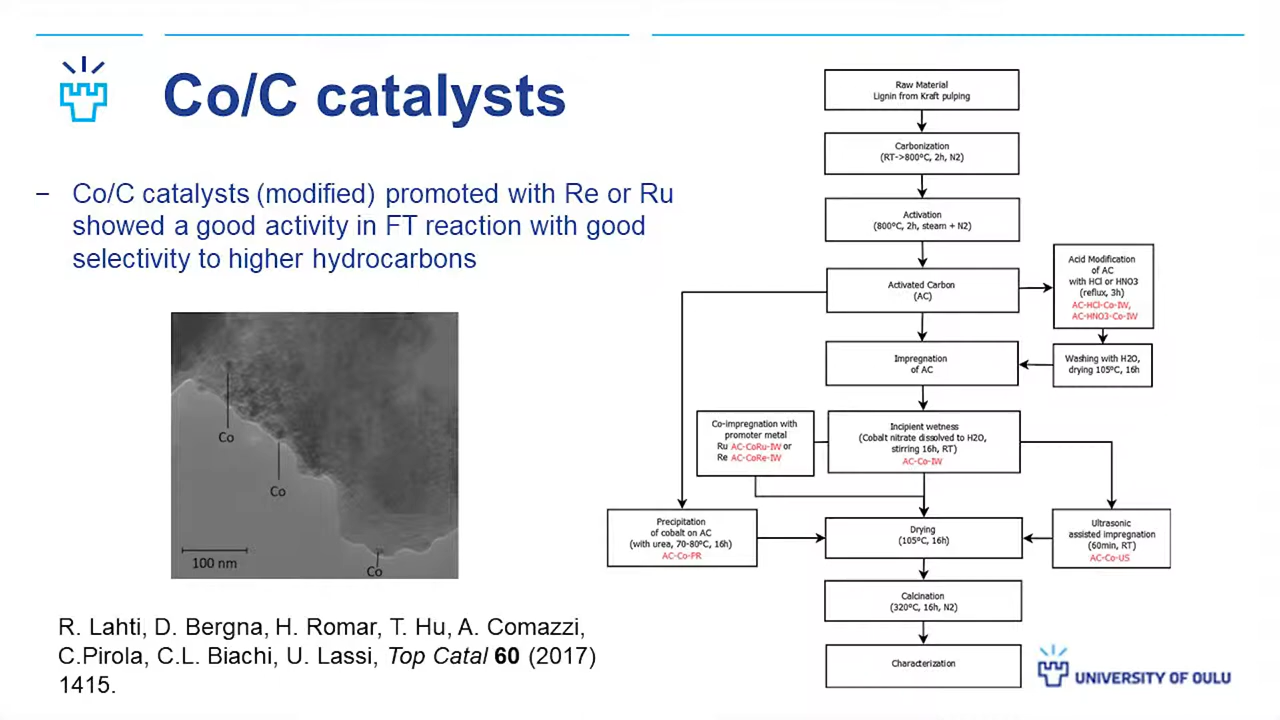 Co/C catalysts
– Co/C catalysts (modified) promoted with Re or Ru
showed a good activity in FT reaction with good
selectivity to higher hydrocarbons
Co
Co
Co
100 nm
R. Lahti, D. Bergna, H. Romar, T. Hu, A. Comazzi,
C.Pirola, C.L. Biachi, U. Lassi, Top Catal 60 (2017)
1415.
Raw Material
Lignin from Kraft pulping
Carbonization
(RT->800ºC, 2h, N2)
Activation
(800ºC, 2h, steam + N2)
Activated Carbon
(AC)
Acid Modification
of AC
with HCl or HNO3
(reflux, 3h)
AC-HCl-Co-IW,
AC-HNO3-Co-IW
Washing with H2O,
drying 105ºC, 16h
Impregnation
of AC
Co-impregnation with
promoter metal
Ru AC-CoRu-IW or
Re AC-CoRe-IW
Incipient wetness
(Cobalt nitrate dissolved to H2O,
stirring 16h, RT)
AC-Co-IW
Precipitation
of cobalt on AC
(with urea, 70-80ºC, 16h)
AC-Co-PR
Drying
(105ºC, 16h)
Ultrasonic
assisted impregnation
(60min, RT)
AC-Co-US
Calcination
(320ºC, 16h, N2)
Characterization
UNIVERSITY OF OULU